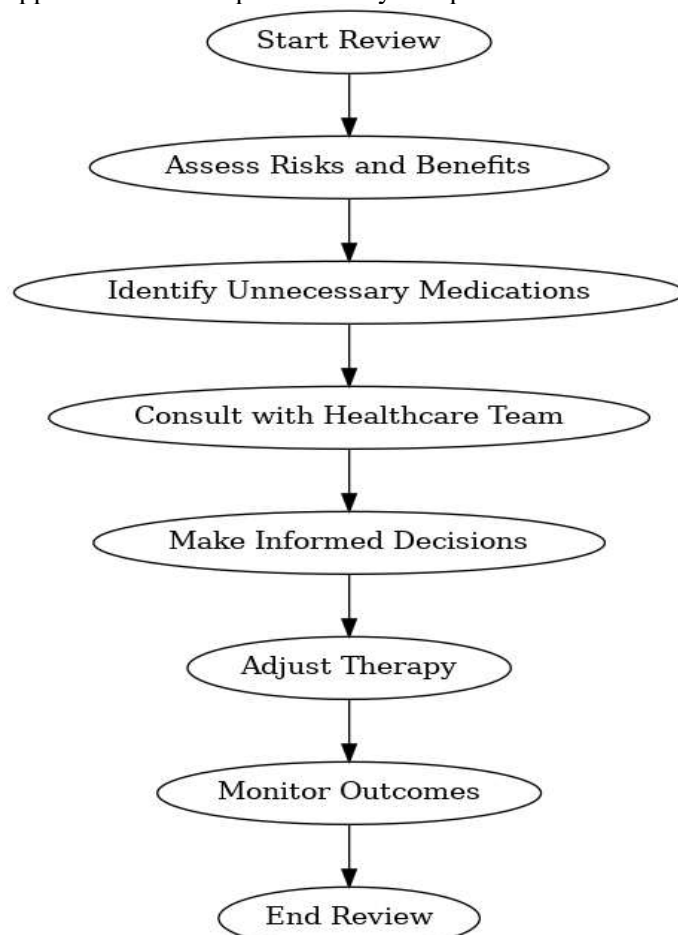 Start Review
Assess Risks and Benefits
Identify Unnecessary Medications
Consult with Healthcare Team
Make Informed Decisions
Adjust Therapy
Monitor Outcomes
End Review